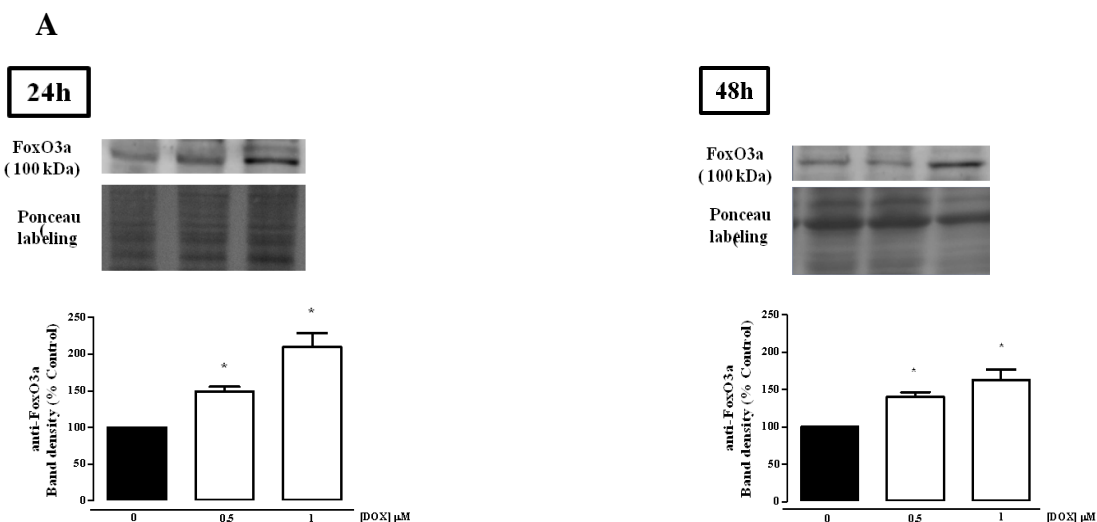 A
24h
FoxO3a
( 100 kDa)
Ponceau
(
labeling
anti-FoxO3a
Band density (% Control)
250
200
150
100
50
0
*
*
0
0.5
1
[DOX] µM
48h
FoxO3a
( 100 kDa)
Ponceau
labeling
(
anti-FoxO3a
Band density (% Control)
250
200
150
100
50
0
*
*
0
0.5
1
[DOX] µM